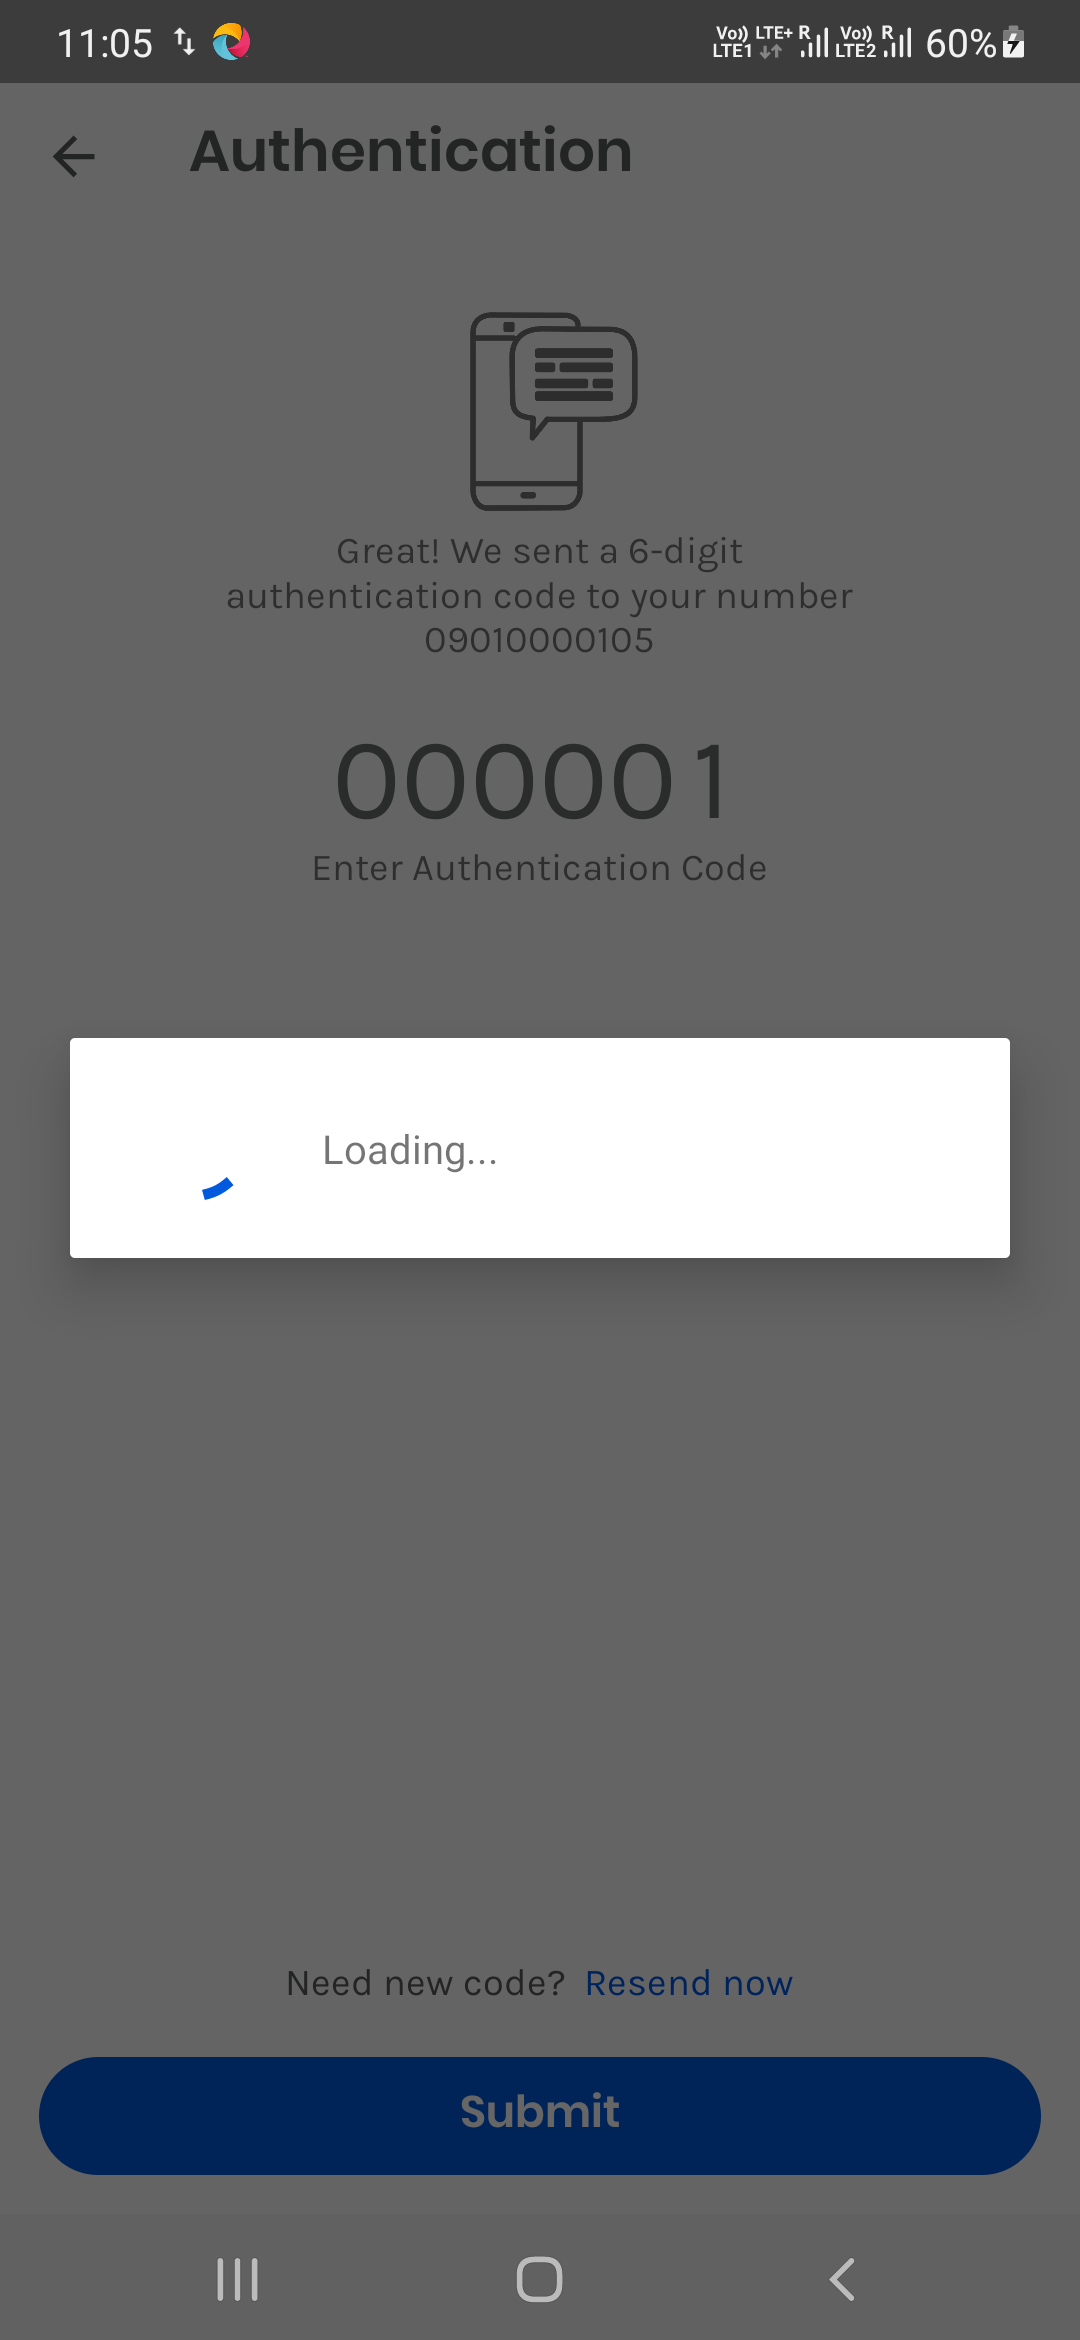 11:05
Vo)) LTE+ R Vo)) R 60%
LTE1 LTE2
Authentication
Great! We sent a 6-digit
authentication code to your number
09010000105
000001
Enter Authentication Code
Loading...
Need new code? Resend now
Submit